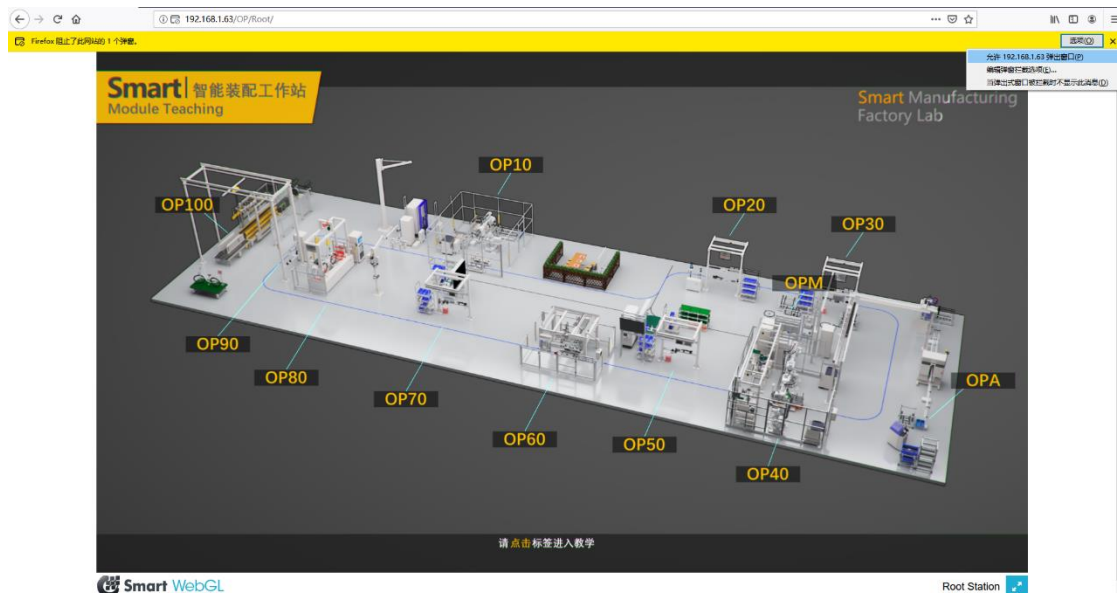 192.168.1.63/OP/Root/
Firefox 阻止了此网站的 1 个弹窗。
选项(O)
允许 192.168.1.63 弹出窗口(P)
编辑弹窗拦截选项(E)...
当弹出式窗口被拦截时不显示此消息(D)
Smart 智能装配工作站
Module Teaching
Smart Manufacturing
Factory Lab
OP10
OP100
OP20
OP30
OPM
OP90
OP80
OP70
OPA
OP60
OP50
OP40
请点击标签进入教学
Smart WebGL
Root Station